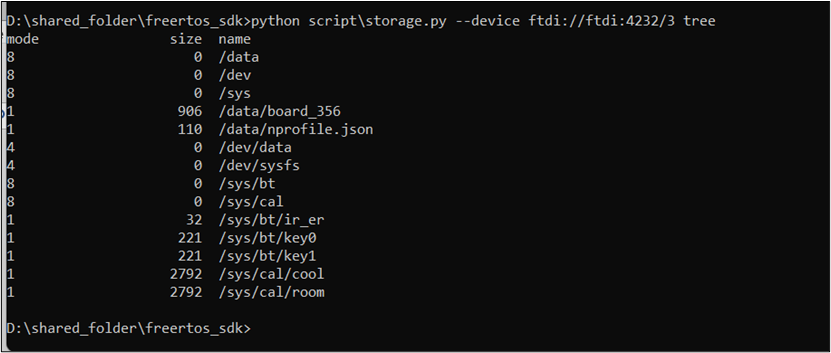 D:\shared_folder\freertos_sdk>python script\storage.py --device ftdi://ftdi:4232/3 tree
mode                size  name
8                      0  /data
8                      0  /dev
8                      0  /sys
1                    906  /data/board_356
1                    110  /data/nprofile.json
4                      0  /dev/data
4                      0  /dev/sysfs
8                      0  /sys/bt
8                      0  /sys/cal
1                     32  /sys/bt/ir_er
1                    221  /sys/bt/key0
1                    221  /sys/bt/key1
1                   2792  /sys/cal/cool
1                   2792  /sys/cal/room
D:\shared_folder\freertos_sdk>